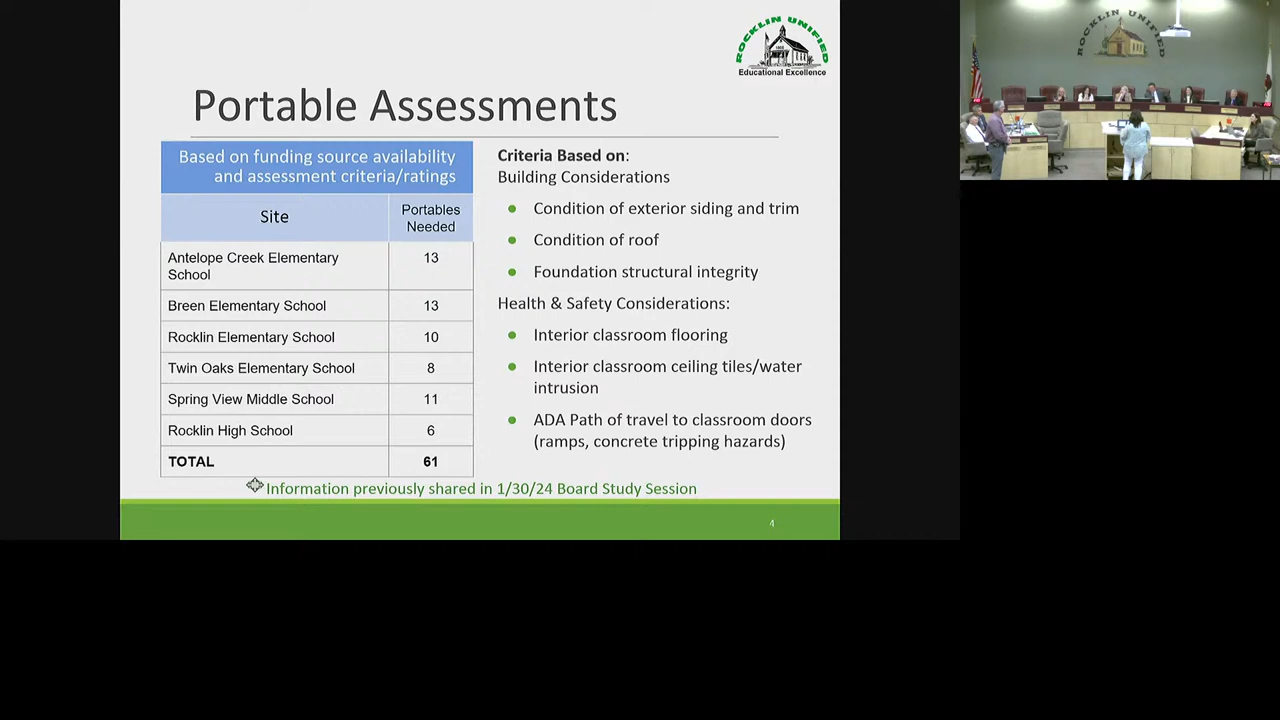 ROCKLIN UNIFIED
Educational Excellence
ROCKLIN UNIFIED
Portable Assessments
Based on funding source availability
and assessment criteria/ratings
Site
Portables
Needed
Antelope Creek Elementary
School
13
Breen Elementary School
13
Rocklin Elementary School
10
Twin Oaks Elementary School
8
Spring View Middle School
11
Rocklin High School
6
TOTAL
61
Criteria Based on:
Building Considerations
Condition of exterior siding and trim
Condition of roof
Foundation structural integrity
Health & Safety Considerations:
Interior classroom flooring
Interior classroom ceiling tiles/water
intrusion
ADA Path of travel to classroom doors
(ramps, concrete tripping hazards)
Information previously shared in 1/30/24 Board Study Session
4